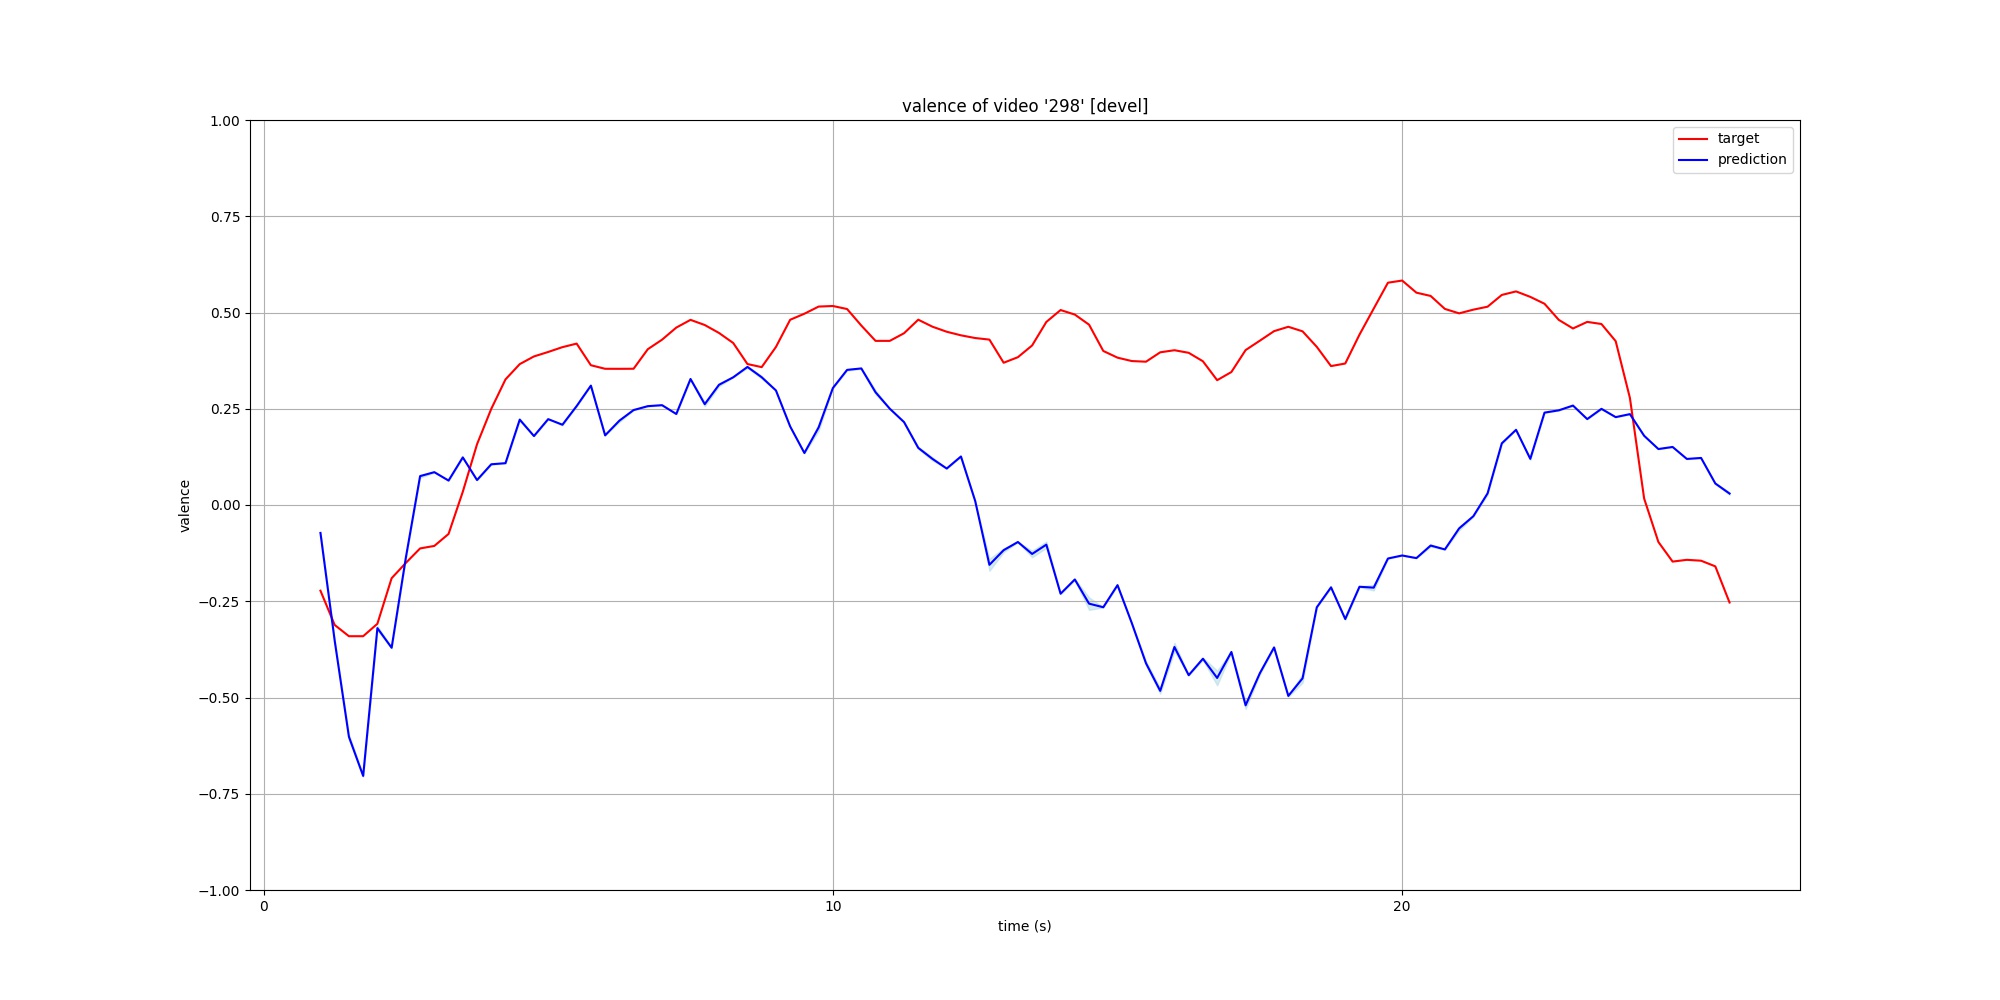 valence of video '298' [devel]
target
prediction
1.00
0.75
0.50
0.25
0.00
−0.25
−0.50
−0.75
−1.00
valence
0 10 20
time (s)